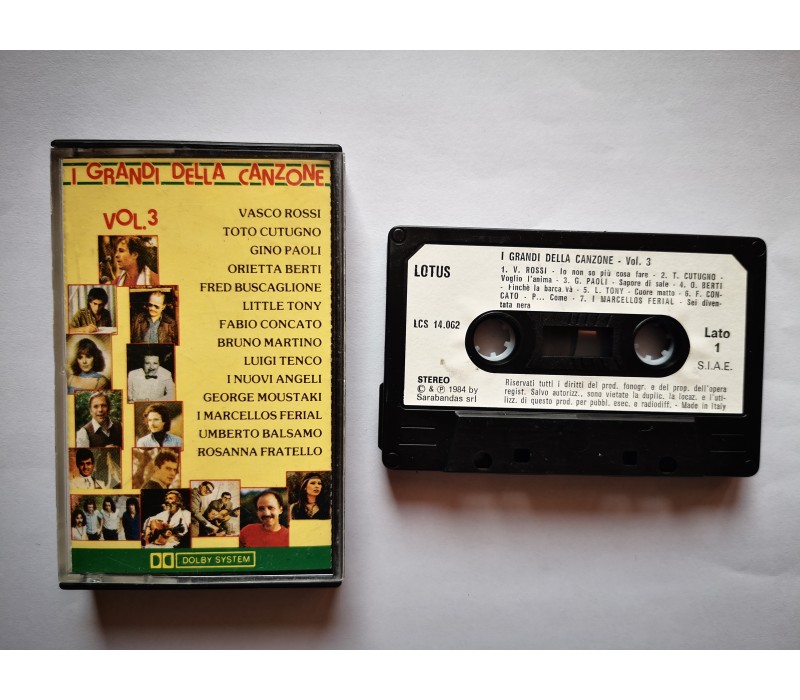 I GRANDI DELLA CANZONE
VOL.3
VASCO ROSSI
TOTO CUTUGNO
GINO PAOLI
ORIETTA BERTI
FRED BUSCAGLIONE
LITTLE TONY
FABIO CONCATO
BRUNO MARTINO
LUIGI TENCO
I NUOVI ANGELI
GEORGE MOUSTAKI
I MARCELLOS FERIAL
UMBERTO BALSAMO
ROSANNA FRATELLO
DOLBY SYSTEM
LOTUS
I GRANDI DELLA CANZONE - Vol. 3
1. V. ROSSI - Io non so più cosa fare - 2. T. CUTUGNO -
Voglio l'anima - 3. G. PAOLI - Sapore di sale - 4. O. BERTI
- Finchè la barca và - 5. L. TONY - Cuore matto - 6. F. CON-
CATO - P... Come - 7. I MARCELLOS FERIAL - Sei diven-
tata nera
LCS 14.062
Lato
1
S.I.A.E.
STEREO
© & ℗ 1984 by
Sarabandas srl
Riservati tutti i diritti del prod. fonogr. e del prop. dell'opera
regist. Salvo autorizz., sono vietate la duplic. la locaz. e l'uti-
lizz. di questo prod. per pubbl. esec. e radiodiff. - Made in Italy